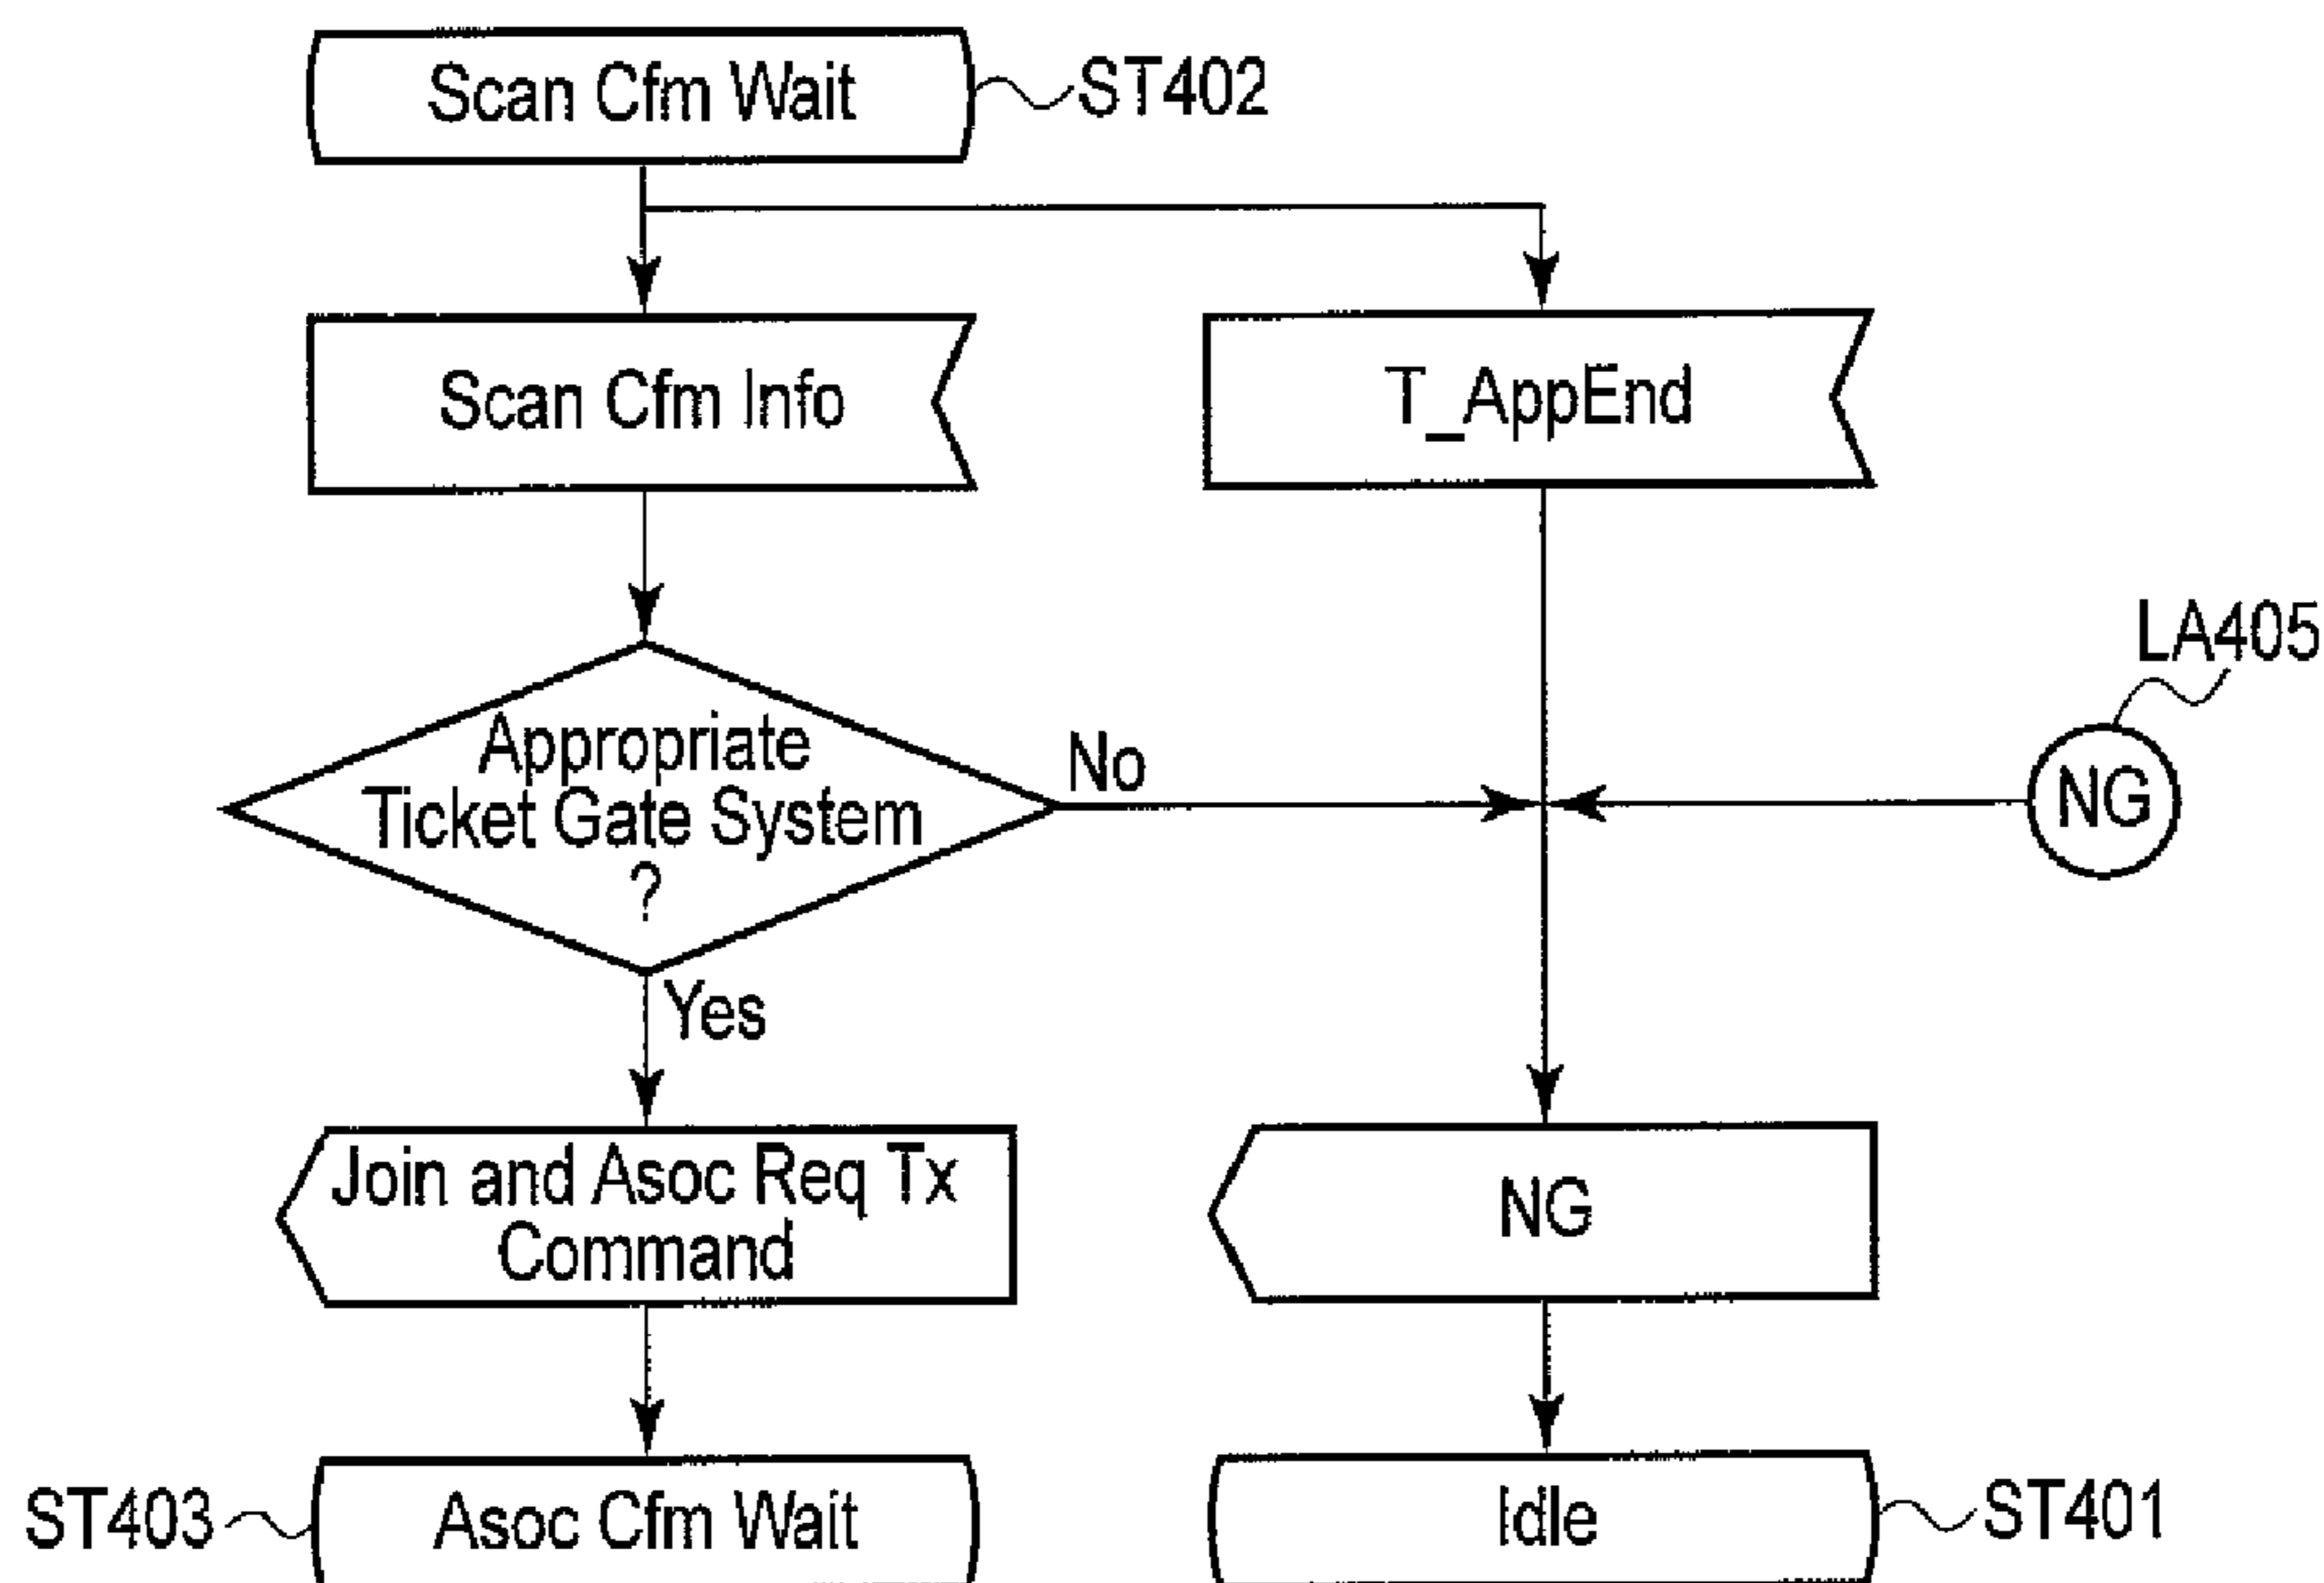 Scan Cfm Wait
ST402
Scan Cfm Info
T_AppEnd
LA405
Appropriate
Ticket Gate System
?
No
NG
Yes
Join and Asoc Req Tx
Command
NG
ST403
Asoc Cfm Wait
Idle
ST401